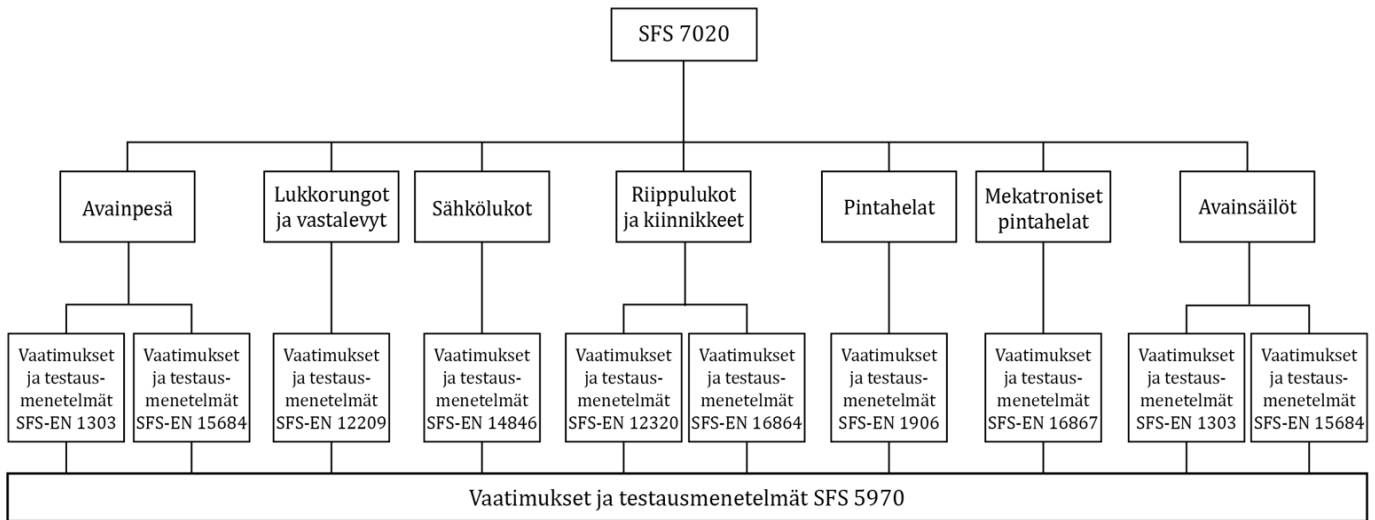 SFS 7020
Avainpesä
Lukkorungot
ja vastalevyt
Sähkölukot
Riippulukot
ja kiinnikkeet
Pintahelat
Mekatroniset
pintahelat
Avainsäilöt
Vaatimukset
ja testaus-
menetelmät
SFS-EN 1303
Vaatimukset
ja testaus-
menetelmät
SFS-EN 15684
Vaatimukset
ja testaus-
menetelmät
SFS-EN 12209
Vaatimukset
ja testaus-
menetelmät
SFS-EN 14846
Vaatimukset
ja testaus-
menetelmät
SFS-EN 12320
Vaatimukset
ja testaus-
menetelmät
SFS-EN 16864
Vaatimukset
ja testaus-
menetelmät
SFS-EN 1906
Vaatimukset
ja testaus-
menetelmät
SFS-EN 16867
Vaatimukset
ja testaus-
menetelmät
SFS-EN 1303
Vaatimukset
ja testaus-
menetelmät
SFS-EN 15684
Vaatimukset ja testausmenetelmät SFS 5970